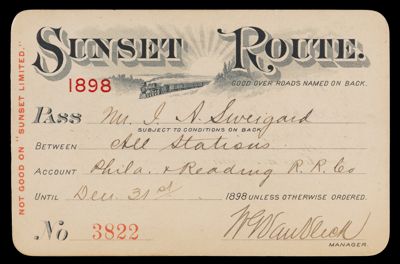 SUNSET ROUTE.
1898
GOOD OVER ROADS NAMED ON BACK.
PASS Mr. I. A. Sweigard
SUBJECT TO CONDITIONS ON BACK
BETWEEN All Stations
ACCOUNT Phila. & Reading R. R. Co
UNTIL Dec. 31st 1898 UNLESS OTHERWISE ORDERED.
No 3822
W G Van Vleck
MANAGER.
NOT GOOD ON "SUNSET LIMITED."